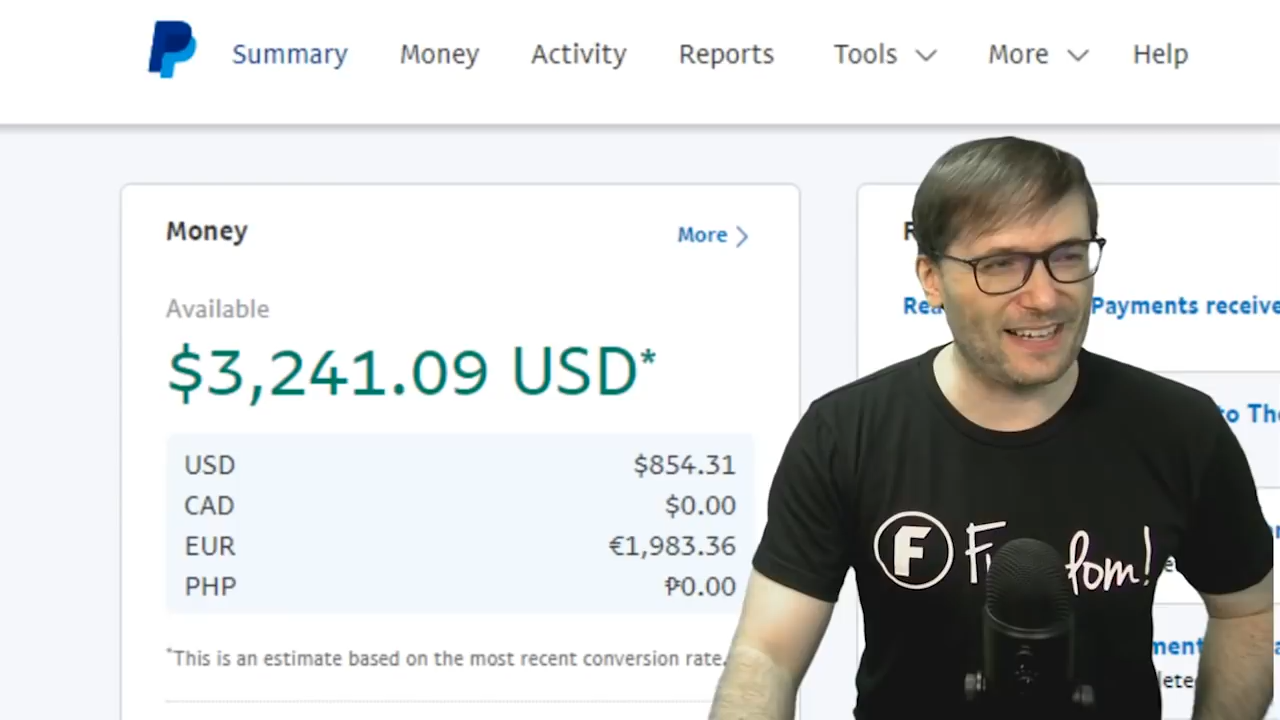 Summary Money Activity Reports Tools More Help
Money
More
Available
$3,241.09 USD*
USD $854.31
CAD $0.00
EUR €1,983.36
PHP ₱0.00
*This is an estimate based on the most recent conversion rate.
Payments
to
F